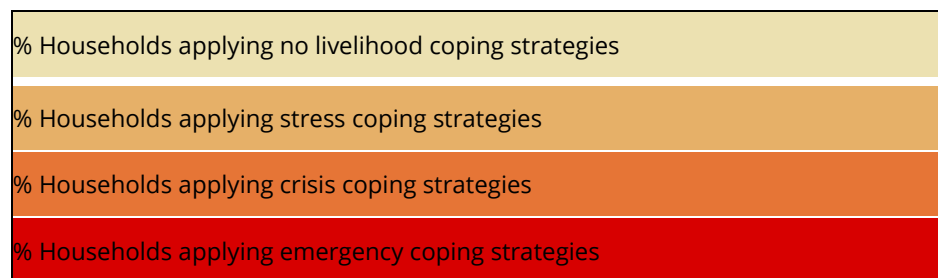 % Households applying no livelihood coping strategies
% Households applying stress coping strategies
% Households applying crisis coping strategies
% Households applying emergency coping strategies